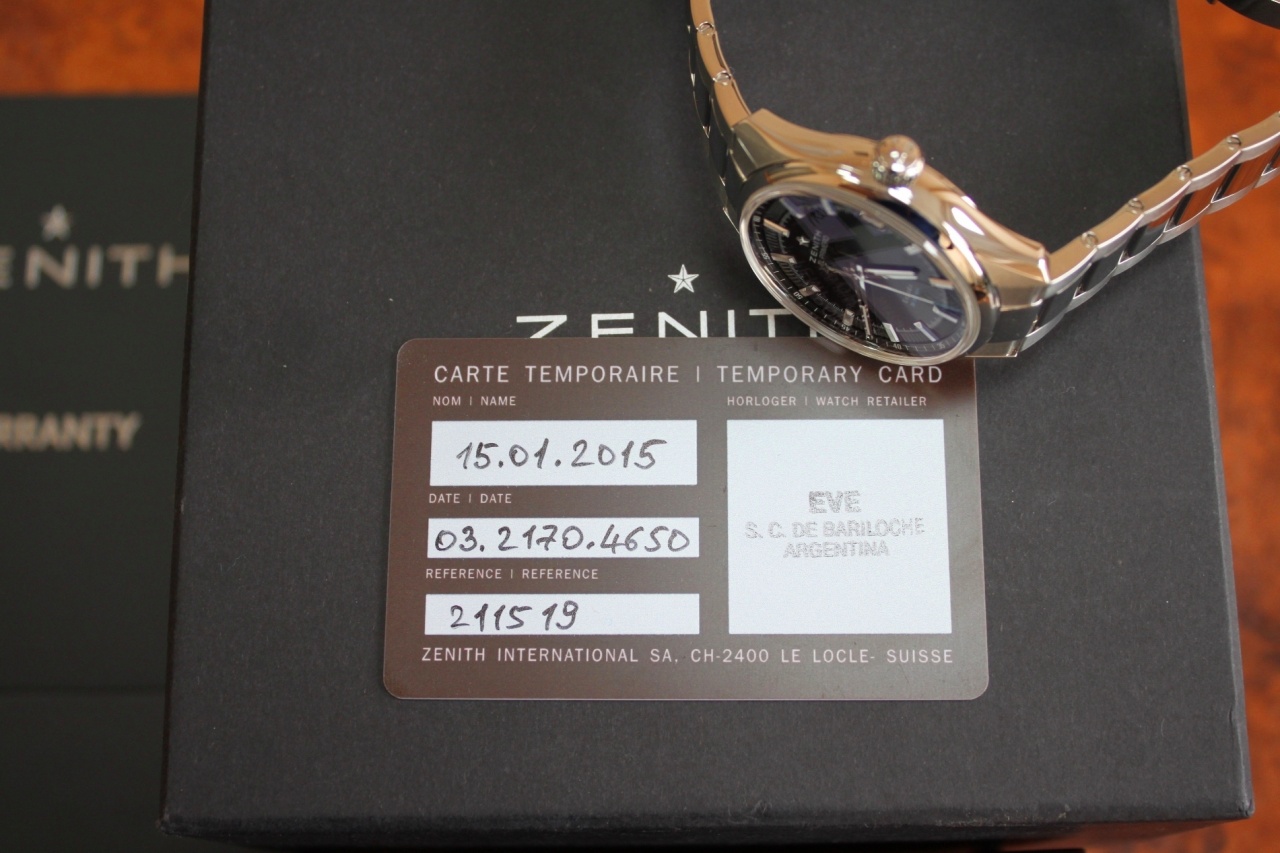 ZENITH
CARTE TEMPORAIRE | TEMPORARY CARD
NOM | NAME
15.01.2015
DATE | DATE
03.2170.4650
REFERENCE | REFERENCE
211519
HORLOGER | WATCH RETAILER
EVE
S. C. DE BARILOCHE
ARGENTINA
ZENITH INTERNATIONAL SA, CH-2400 LE LOCLE- SUISSE
ENITH
RRANTY